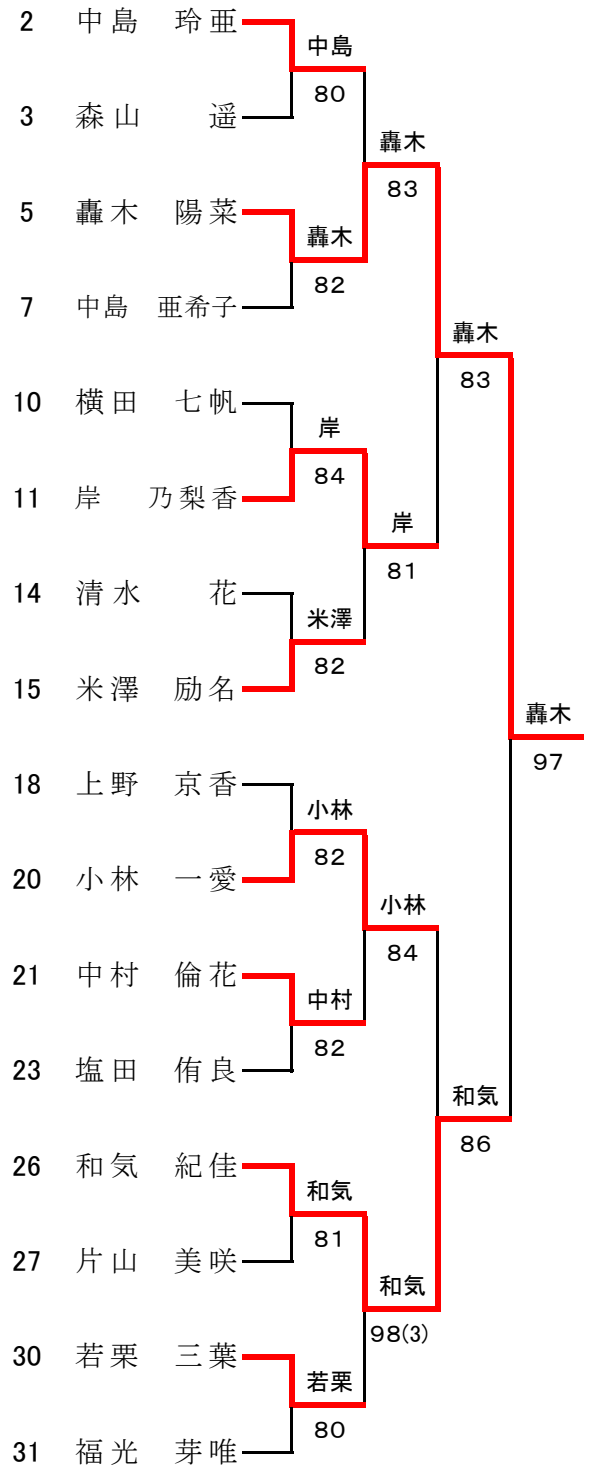 2 中島 玲亜
中島
80
3 森山 遥
轟木
83
5 轟木 陽菜
轟木
82
7 中島 亜希子
轟木
83
10 横田 七帆
岸
84
11 岸 乃梨香
岸
81
14 清水 花
米澤
82
15 米澤 励名
轟木
97
18 上野 京香
小林
82
20 小林 一愛
小林
84
21 中村 倫花
中村
82
23 塩田 侑良
和気
86
26 和気 紀佳
和気
81
27 片山 美咲
和気
98(3)
30 若栗 三葉
若栗
80
31 福光 芽唯